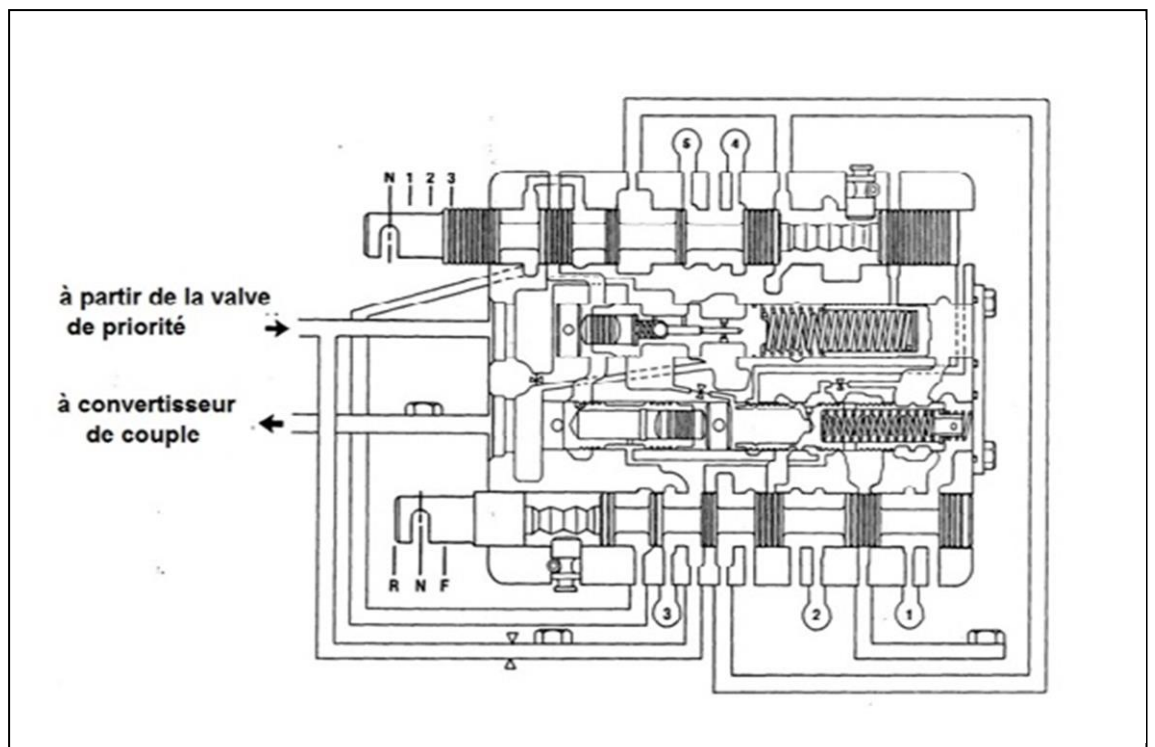 5 4
N 1 2 3
à partir de la valve
de priorité
à convertisseur
de couple
R N F
3 2 1